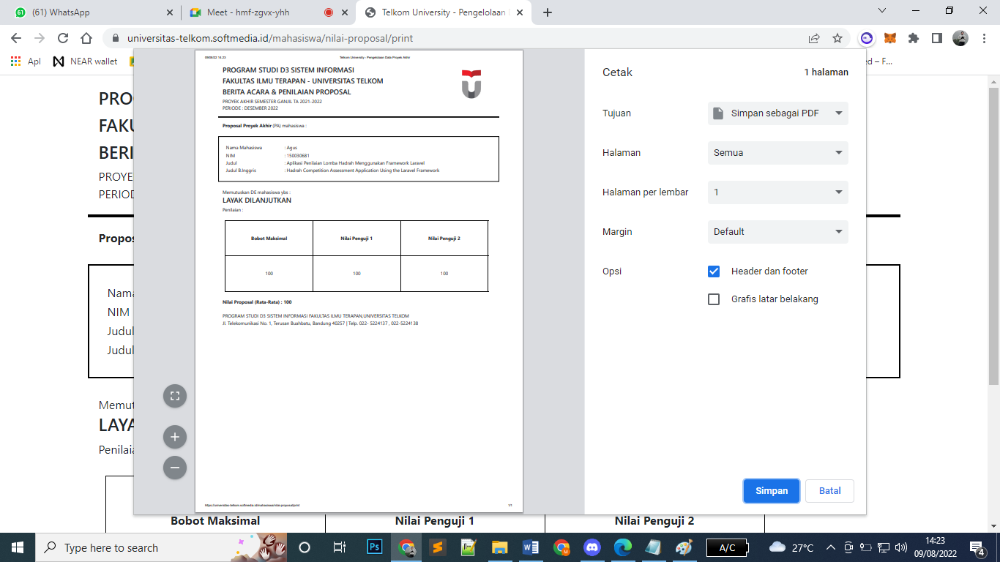 (61) WhatsApp
Meet - hmf-zgvx-yhh
Telkom University - Pengelolaan
universitas-telkom.softmedia.id/mahasiswa/nilai-proposal/print
Apl
NEAR wallet
ed – F...
09/08/22 14.23 Telkom University - Pengelolaan Data Proyek Akhir
PROGRAM STUDI D3 SISTEM INFORMASI
FAKULTAS ILMU TERAPAN - UNIVERSITAS TELKOM
BERITA ACARA & PENILAIAN PROPOSAL
PROYEK AKHIR SEMESTER GANJIL TA 2021-2022
PERIODE : DESEMBER 2022
Proposal Proyek Akhir (PA) mahasiswa :
Nama Mahasiswa : Agus
NIM : 150030681
Judul : Aplikasi Penilaian Lomba Hadrah Menggunakan Framework Laravel
Judul B.Inggris : Hadrah Competition Assessment Application Using the Laravel Framework
Memutuskan DE mahasiswa ybs :
LAYAK DILANJUTKAN
Penilaian :
Bobot Maksimal Nilai Penguji 1 Nilai Penguji 2
100 100 100
Nilai Proposal (Rata-Rata) : 100
PROGRAM STUDI D3 SISTEM INFORMASI FAKULTAS ILMU TERAPAN,UNIVERSITAS TELKOM
Jl. Telekomunikasi No. 1, Terusan Buahbatu, Bandung 40257 | Telp. 022- 5224137 , 022-5224138
https://universitas-telkom.softmedia.id/mahasiswa/nilai-proposal/print 1/1
Cetak 1 halaman
Tujuan Simpan sebagai PDF
Halaman Semua
Halaman per lembar 1
Margin Default
Opsi Header dan footer
Grafis latar belakang
Simpan Batal
PRO
FAKU
BERI
PROYE
PERIOD
Propos
Nama
NIM
Judul
Judul
Memut
LAYA
Penilaia
Bobot Maksimal Nilai Penguji 1 Nilai Penguji 2
Type here to search
Ps
A/C
27°C
14:23
09/08/2022
4